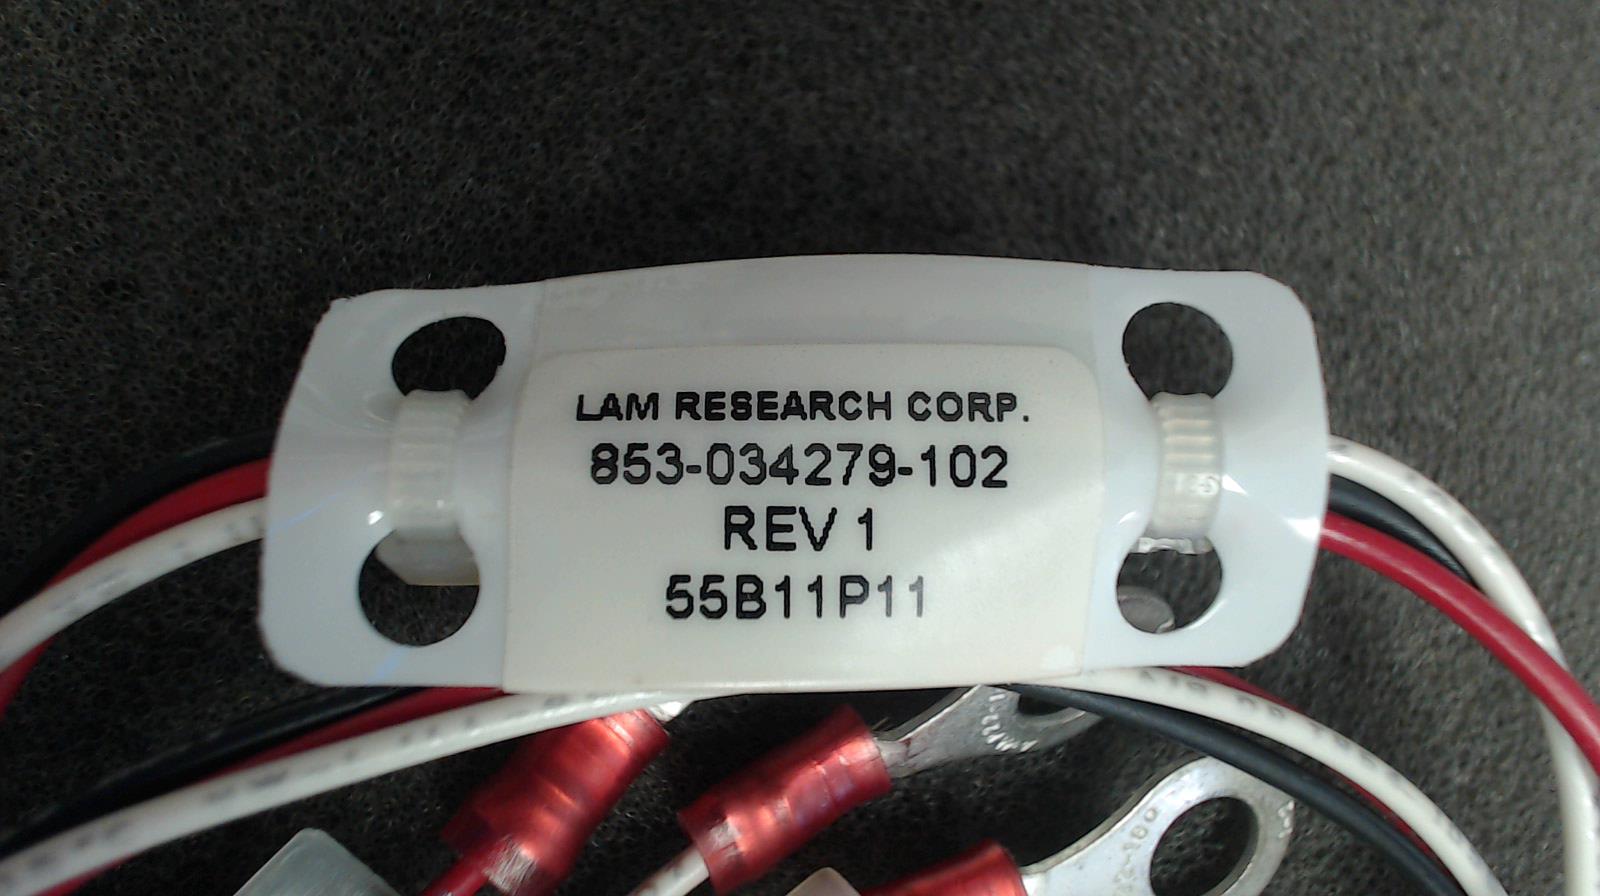 LAM RESEARCH CORP.
853-034279-102
REV 1
55B11P11